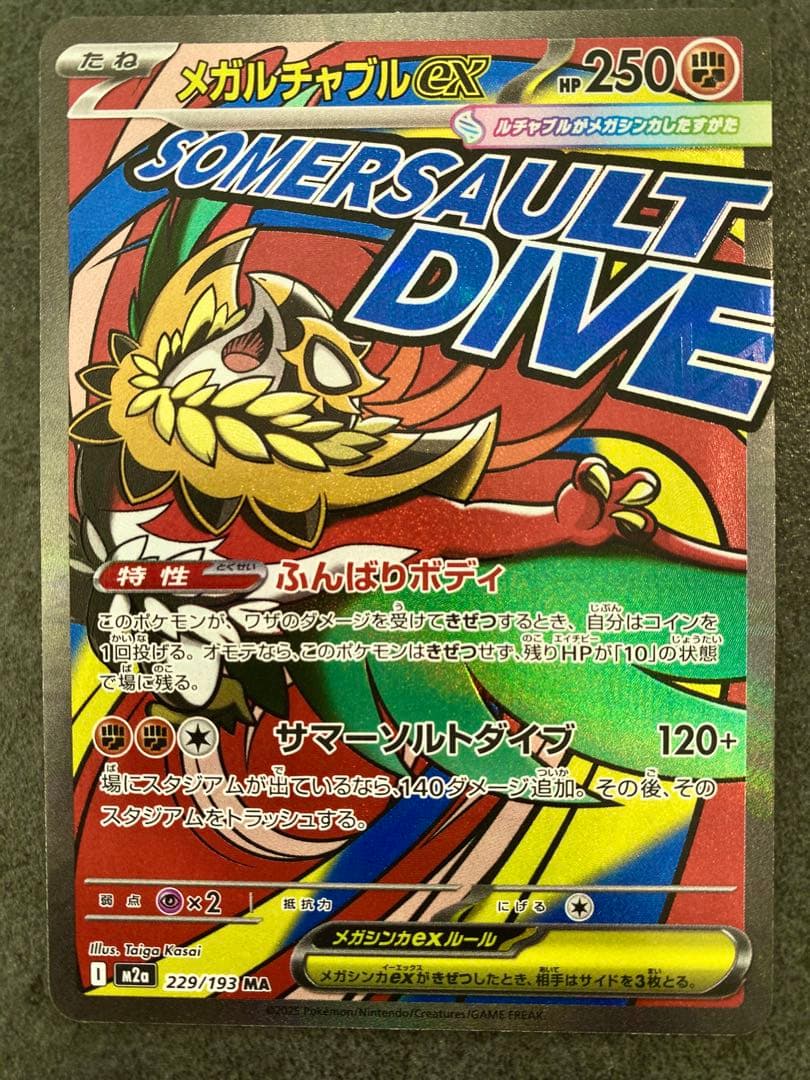 たね
メガルチャブルex
HP250
ルチャブルがメガシンカしたすがた
SOMERSAULT
DIVE
特性 とくせい ふんばりボディ
このポケモンが、ワザのダメージを受けてきぜつするとき、自分はコインを
1回投げる。オモテなら、このポケモンはきぜつせず、残りHPが「10」の状態
で場に残る。
サマーソルトダイブ 120+
場にスタジアムが出ているなら、140ダメージ追加。その後、その
スタジアムをトラッシュする。
弱点 ×2 抵抗力 にげる
Illus. Taiga Kasai
メガシンカexルール
メガシンカexがきぜつしたとき、相手はサイドを3枚とる。
I M2a 229/193 MA
©2025 Pokémon/Nintendo/Creatures/GAME FREAK.